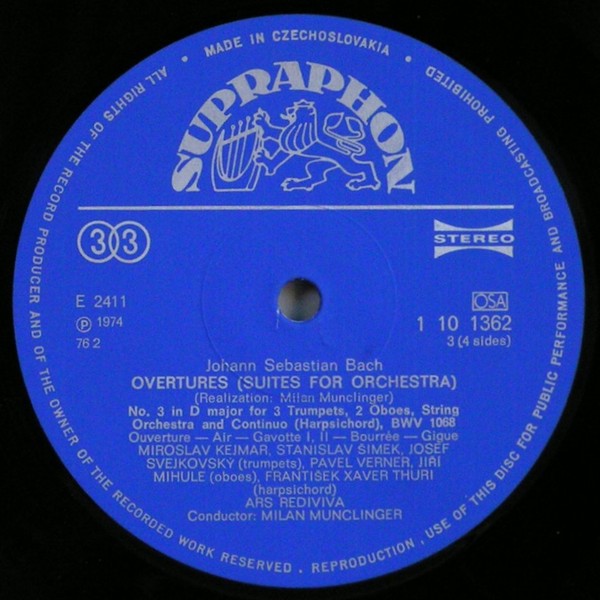 MADE IN CZECHOSLOVAKIA
ALL RIGHTS OF THE RECORD PRODUCER AND OF THE OWNER OF THE RECORDED WORK RESERVED . REPRODUCTION . USE OF THIS DISC FOR PUBLIC PERFORMANCE AND BROADCASTING PROHIBITED
SUPRAPHON
33
STEREO
E 2411
OSA
℗ 1974
1 10 1362
76 2
3 (4 sides)
Johann Sebastian Bach
OVERTURES (SUITES FOR ORCHESTRA)
(Realization: Milan Munclinger)
No. 3 in D major for 3 Trumpets, 2 Oboes, String
Orchestra and Continuo (Harpsichord), BWV 1068
Ouverture — Air — Gavotte I, II — Bourrée — Gigue
MIROSLAV KEJMAR, STANISLAV ŠIMEK, JOSEF
SVEJKOVSKÝ (trumpets), PAVEL VERNER, JIŘÍ
MIHULE (oboes), FRANTIŠEK XAVER THURI
(harpsichord)
ARS REDIVIVA
Conductor: MILAN MUNCLINGER